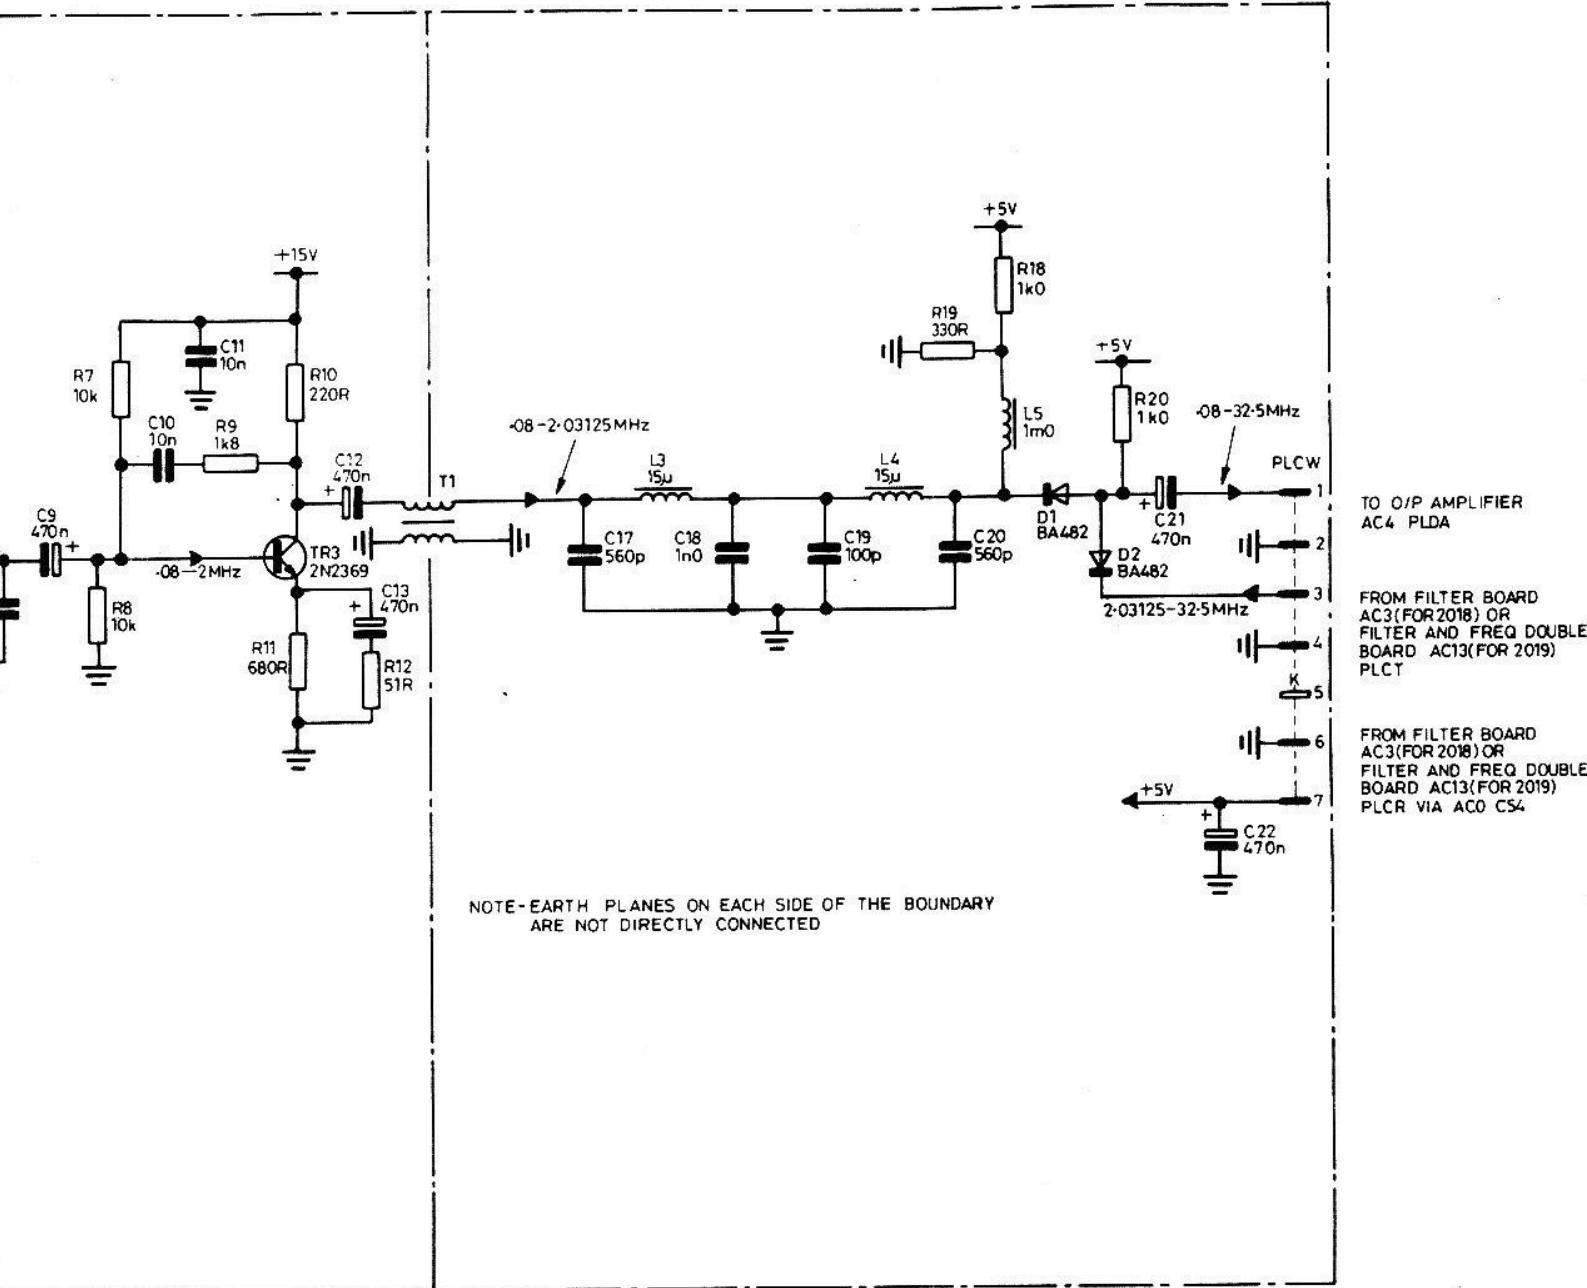 +5V
R18
1k0
R19
330R
+15V
C11
10n
R7
10k
R10
220R
+5V
R20
1k0
·08-32·5MHz
L5
1m0
C10
10n
R9
1k8
·08-2·03125MHz
C12
470n
T1
L3
15µ
L4
15µ
PLCW
1
TO O/P AMPLIFIER
AC4 PLDA
C9
470n
+
+
D1
BA482
+
C21
470n
TR3
2N2369
·08-2MHz
C17
560p
C18
1n0
C19
100p
C20
560p
D2
BA482
2
C13
470n
+
R8
10k
2·03125-32·5MHz
3
FROM FILTER BOARD
AC3(FOR 2018) OR
FILTER AND FREQ DOUBLE
BOARD AC13(FOR 2019)
PLCT
4
R11
680R
R12
51R
K
5
6
FROM FILTER BOARD
AC3(FOR 2018) OR
FILTER AND FREQ DOUBLE
BOARD AC13(FOR 2019)
PLCR VIA AC0 C54
+5V
7
+
C22
470n
NOTE-EARTH PLANES ON EACH SIDE OF THE BOUNDARY
ARE NOT DIRECTLY CONNECTED